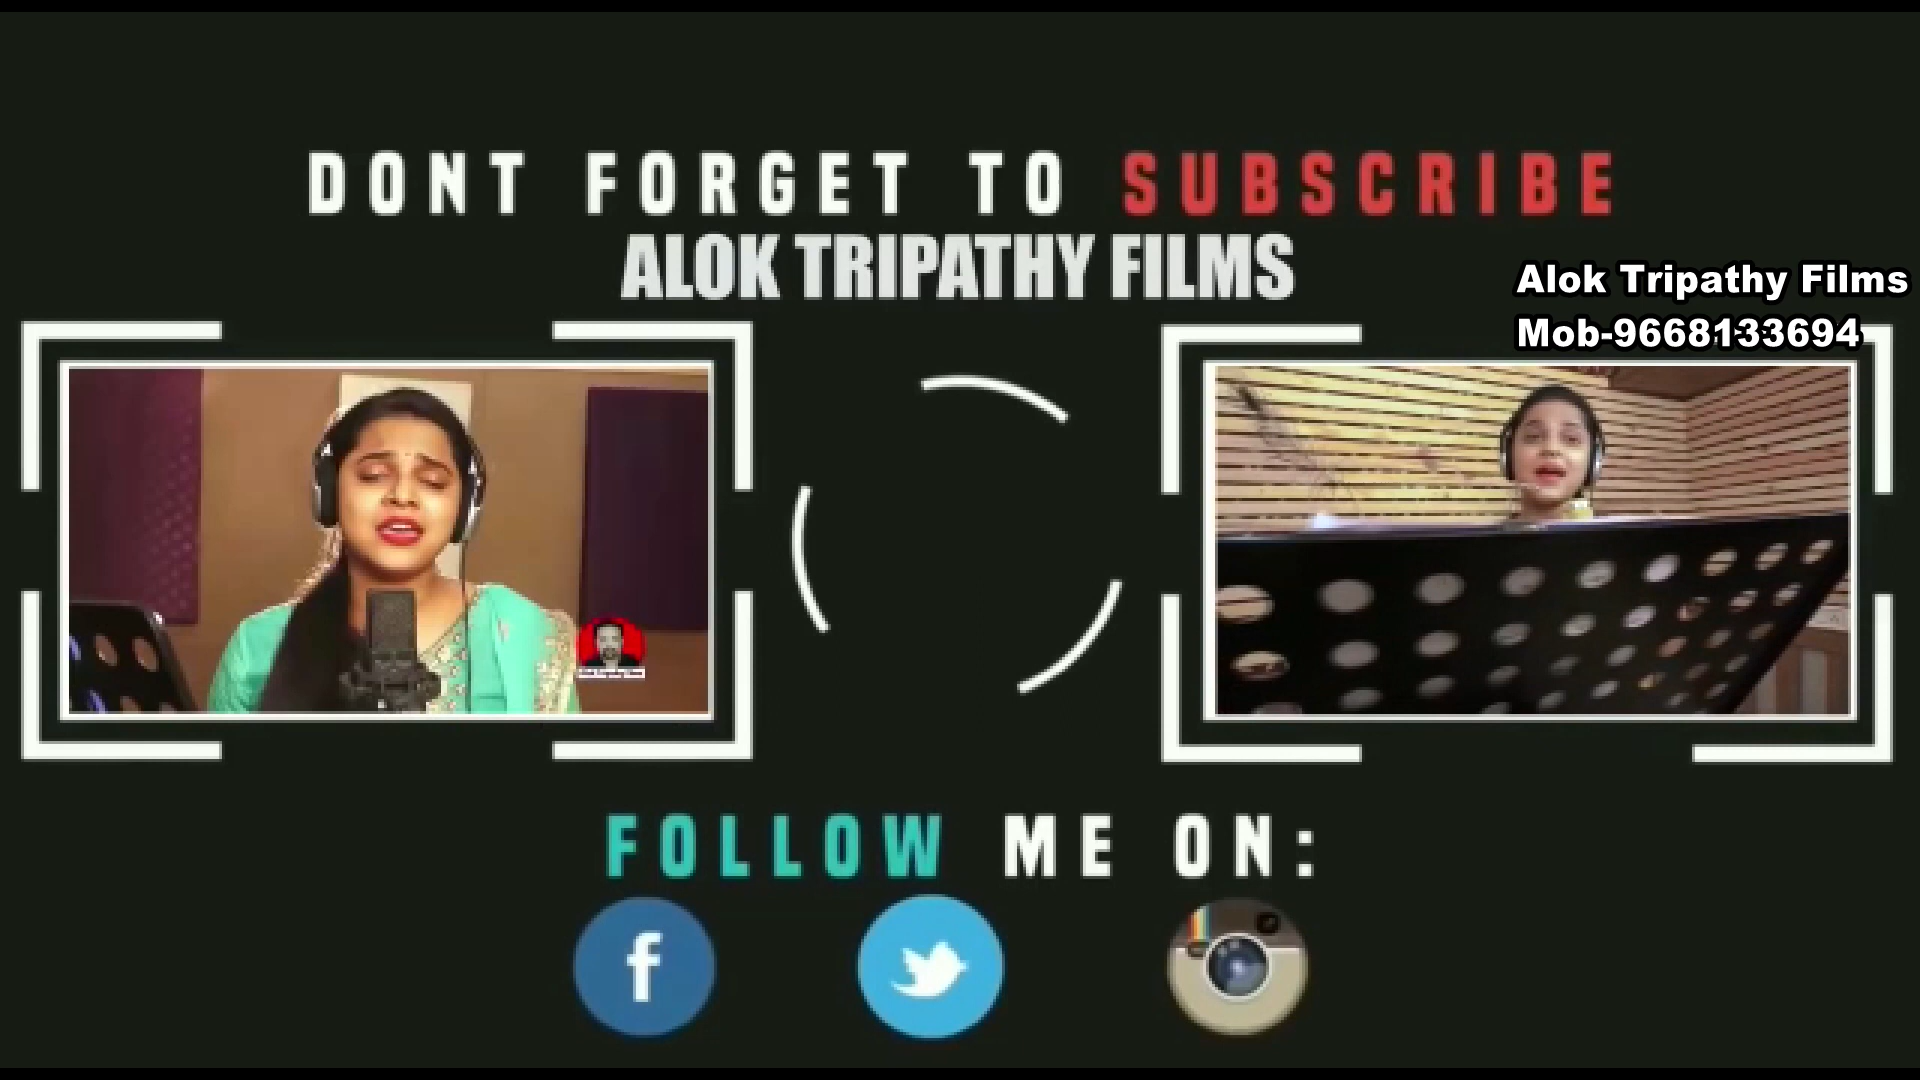 DONT FORGET TO SUBSCRIBE
ALOK TRIPATHY FILMS
Alok Tripathy Films
Mob-9668133694
FOLLOW ME ON:
f